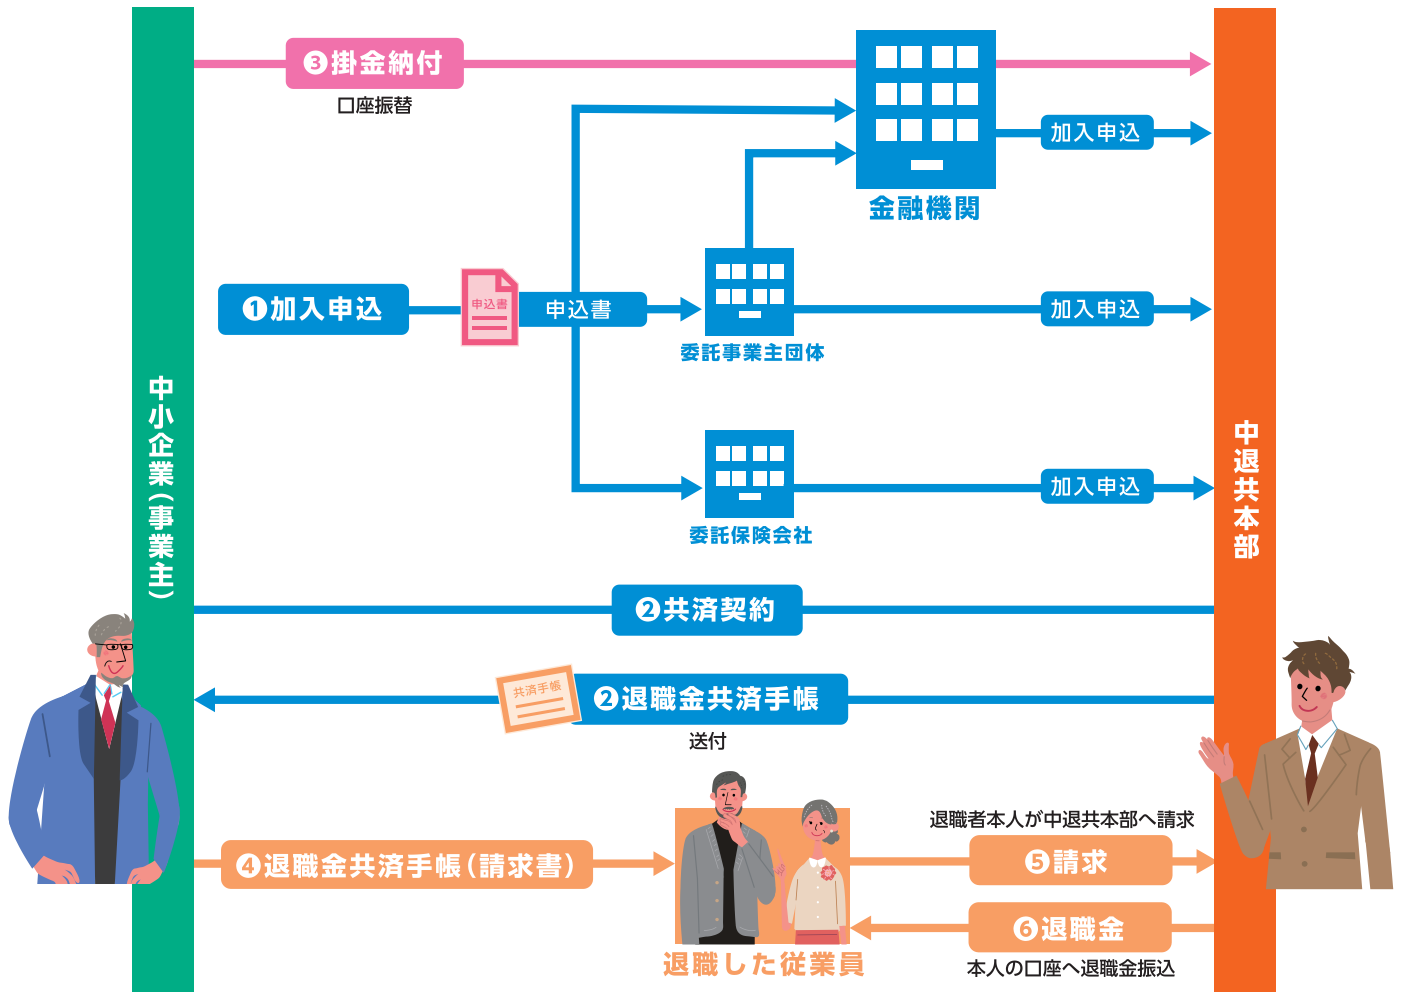 ❸掛金納付
口座振替
加入申込
金融機関
❶加入申込
申込書
申込書
加入申込
委託事業主団体
中小企業（事業主）
中退共本部
加入申込
委託保険会社
❷共済契約
共済手帳
❷退職金共済手帳
送付
退職者本人が中退共本部へ請求
❹退職金共済手帳（請求書）
❺請求
❻退職金
退職した従業員
本人の口座へ退職金振込